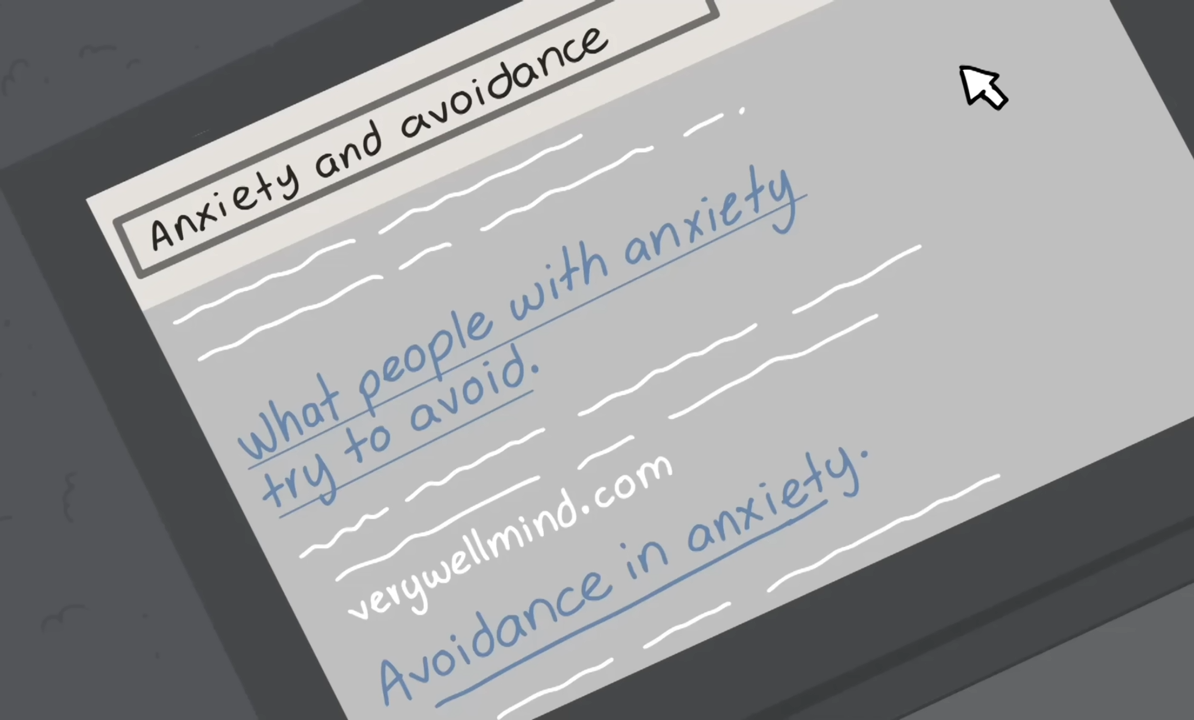 Anxiety and avoidance
What people with anxiety
try to avoid.
verywellmind.com
Avoidance in anxiety.